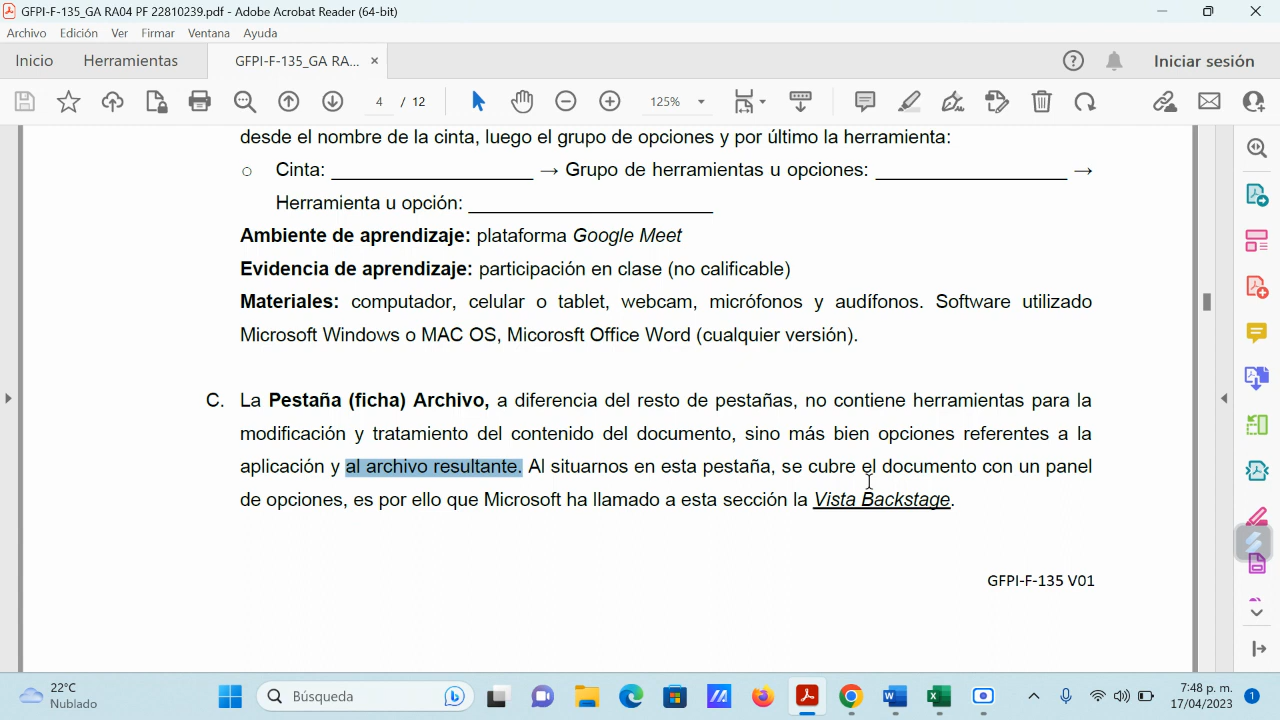 GFPI-F-135_GA RA04 PF 22810239.pdf - Adobe Acrobat Reader (64-bit)
Archivo Edición Ver Firmar Ventana Ayuda
Inicio Herramientas GFPI-F-135_GA RA... × Iniciar sesión
4 / 12 125%
desde el nombre de la cinta, luego el grupo de opciones y por último la herramienta:
o Cinta: ___________________ → Grupo de herramientas u opciones: __________________ →
Herramienta u opción: _______________________
Ambiente de aprendizaje: plataforma Google Meet
Evidencia de aprendizaje: participación en clase (no calificable)
Materiales: computador, celular o tablet, webcam, micrófonos y audífonos. Software utilizado
Microsoft Windows o MAC OS, Micorosft Office Word (cualquier versión).
C. La Pestaña (ficha) Archivo, a diferencia del resto de pestañas, no contiene herramientas para la
modificación y tratamiento del contenido del documento, sino más bien opciones referentes a la
aplicación y al archivo resultante. Al situarnos en esta pestaña, se cubre el documento con un panel
de opciones, es por ello que Microsoft ha llamado a esta sección la Vista Backstage.
GFPI-F-135 V01
22°C
Nublado
Búsqueda
7:48 p. m.
17/04/2023
1